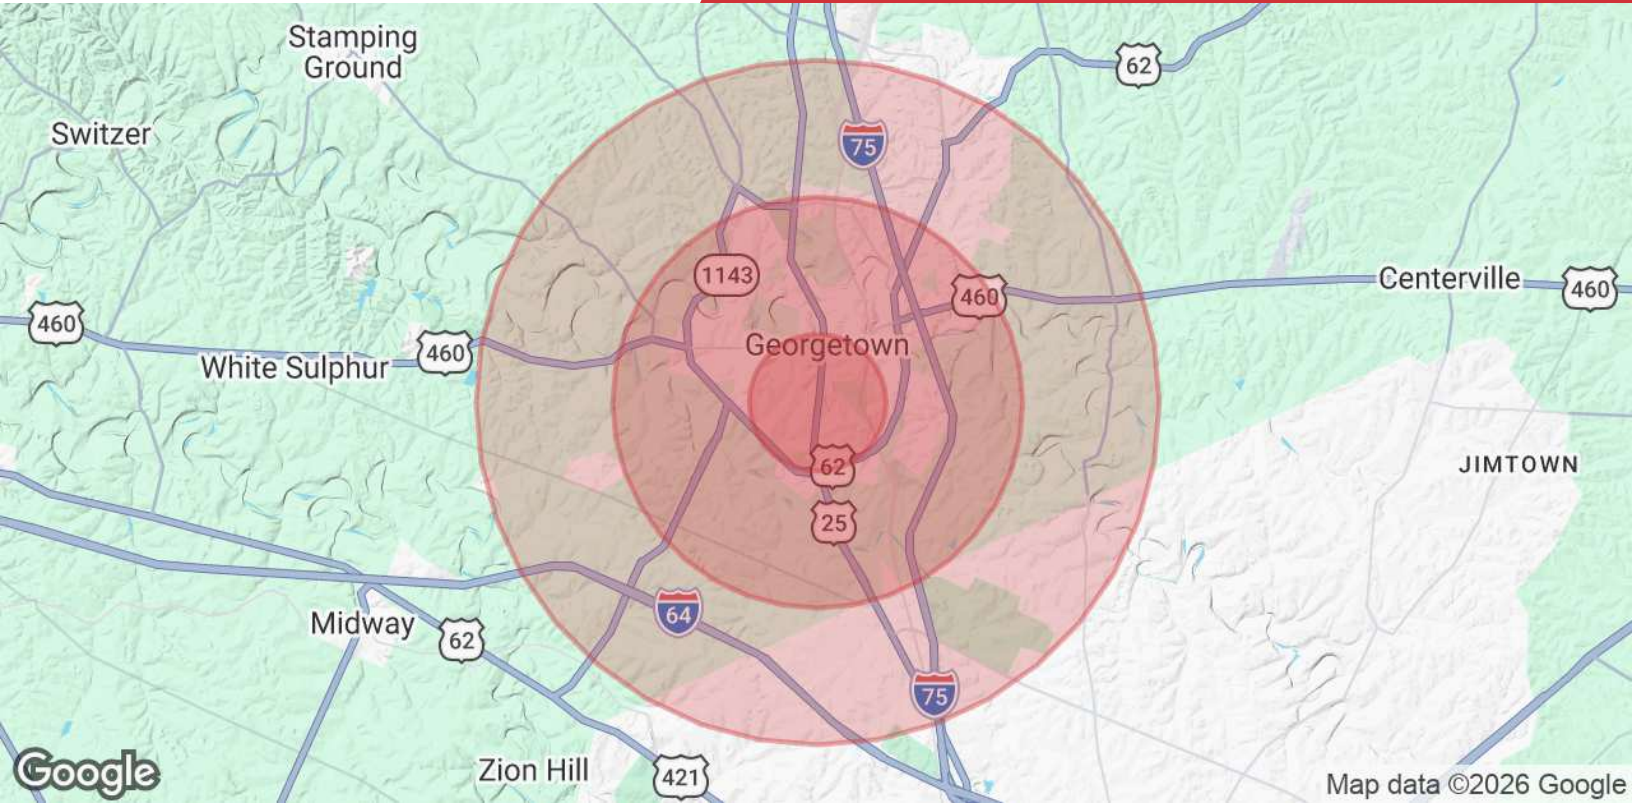 Stamping
Ground
62
Switzer
75
1143
460
Centerville
460
460
Georgetown
White Sulphur
460
62
JIMTOWN
25
64
Midway
62
75
Zion Hill
421
Google
Map data ©2026 Google